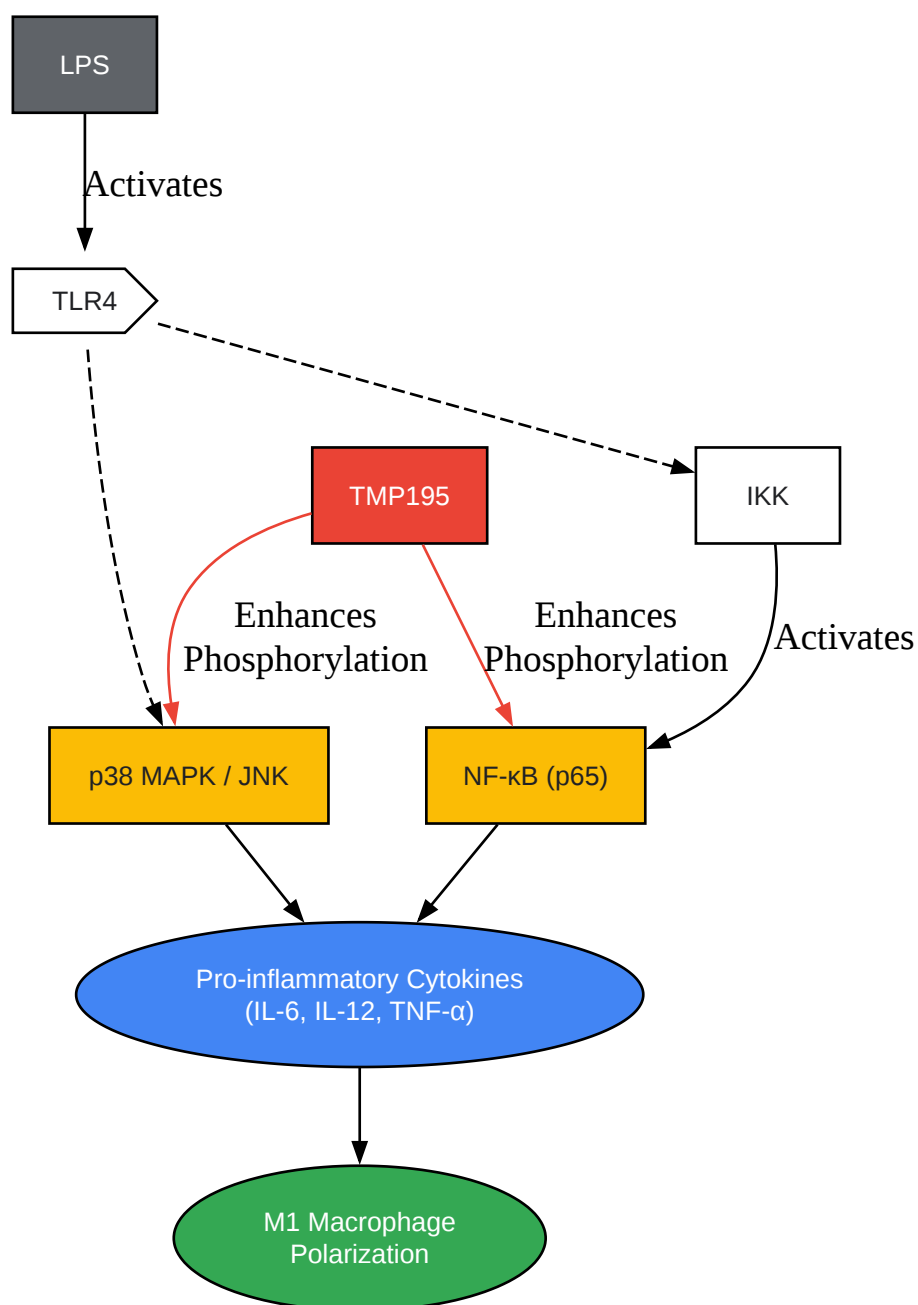 LPS
Activates
TLR4
TMP195
IKK
Enhances
Phosphorylation
Enhances
Phosphorylation
Activates
p38 MAPK / JNK
NF-κB (p65)
Pro-inflammatory Cytokines
(IL-6, IL-12, TNF-α)
M1 Macrophage
Polarization